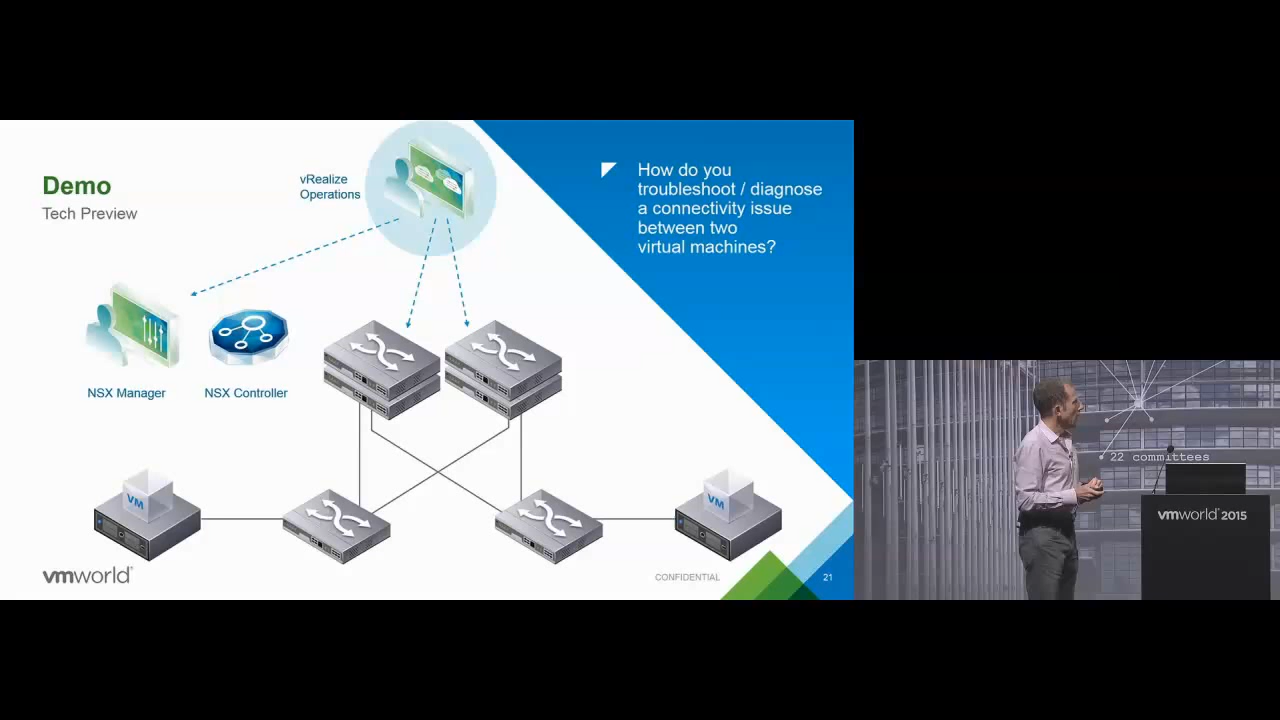 Demo
Tech Preview
vRealize
Operations
How do you
troubleshoot / diagnose
a connectivity issue
between two
virtual machines?
NSX Manager
NSX Controller
VM
VM
vmworld®
CONFIDENTIAL
21
22 committees
vmworld® 2015